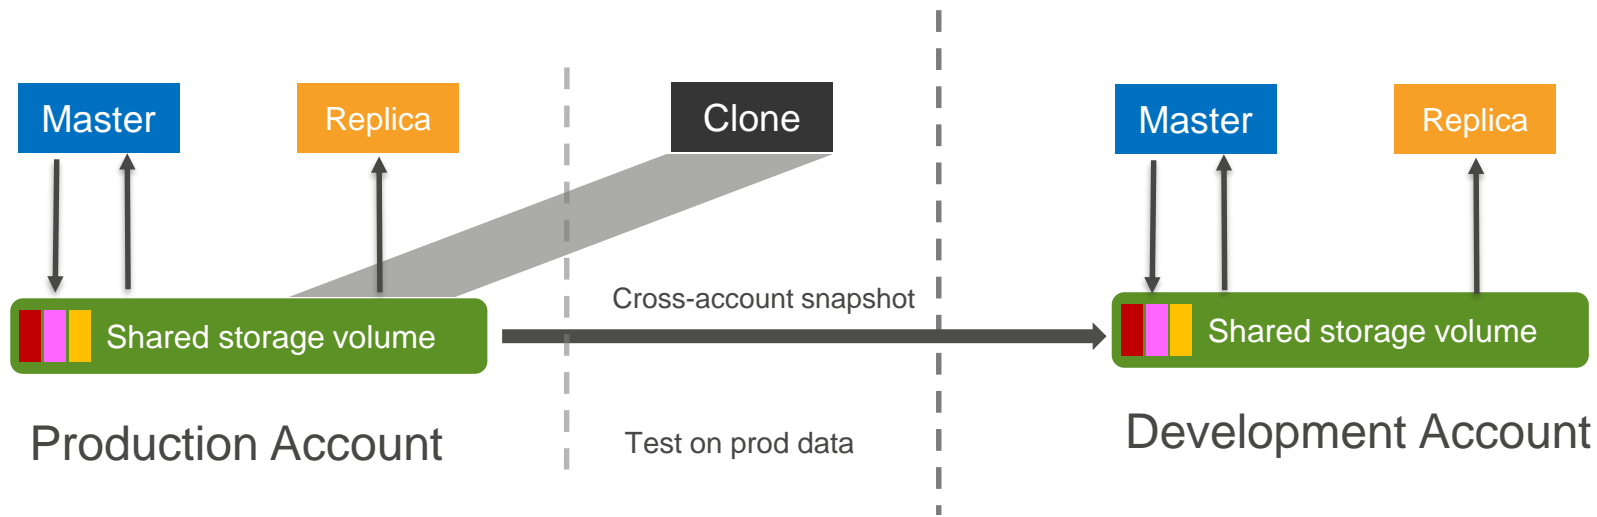 Master
Replica
Clone
Master
Replica
Cross-account snapshot
Shared storage volume
Shared storage volume
Production Account
Test on prod data
Development Account